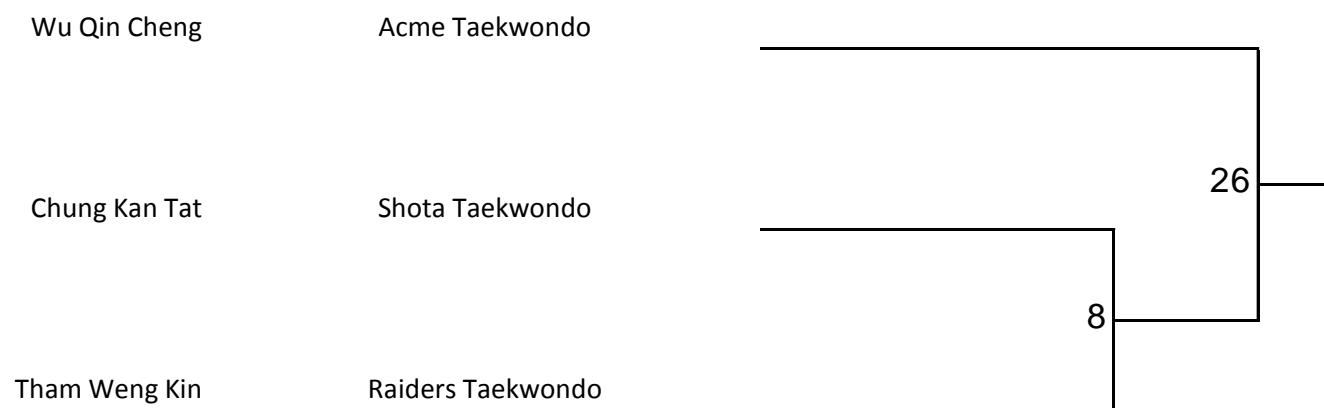 Wu Qin Cheng Acme Taekwondo
26
Chung Kan Tat Shota Taekwondo
8
Tham Weng Kin Raiders Taekwondo